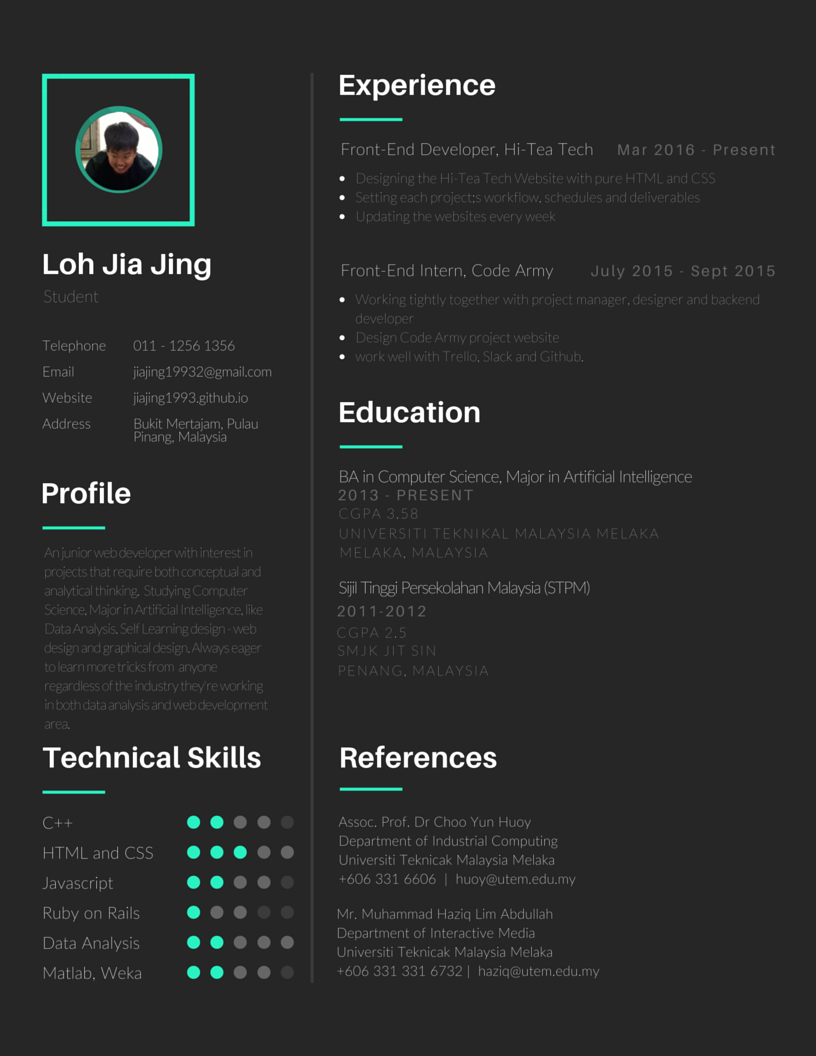 Loh Jia Jing
Student
Telephone 011 - 1256 1356
Email jiajing19932@gmail.com
Website jiajing1993.github.io
Address Bukit Mertajam, Pulau
Pinang, Malaysia
Profile
An junior web developer with interest in
projects that require both conceptual and
analytical thinking, Studying Computer
Science, Major in Artificial Intelligence, like
Data Analysis. Self Learning design - web
design and graphical design. Always eager
to learn more tricks from anyone
regardless of the industry they're working
in both data analysis and web development
area.
Technical Skills
C++
HTML and CSS
Javascript
Ruby on Rails
Data Analysis
Matlab, Weka
Experience
Front-End Developer, Hi-Tea Tech Mar 2016 - Present
Designing the Hi-Tea Tech Website with pure HTML and CSS
Setting each project;s workflow, schedules and deliverables
Updating the websites every week
Front-End Intern, Code Army July 2015 - Sept 2015
Working tightly together with project manager, designer and backend
developer
Design Code Army project website
work well with Trello, Slack and Github.
Education
BA in Computer Science, Major in Artificial Intelligence
2013 - PRESENT
CGPA 3.58
UNIVERSITI TEKNIKAL MALAYSIA MELAKA
MELAKA, MALAYSIA
Sijil Tinggi Persekolahan Malaysia (STPM)
2011-2012
CGPA 2.5
SMJK JIT SIN
PENANG, MALAYSIA
References
Assoc. Prof. Dr Choo Yun Huoy
Department of Industrial Computing
Universiti Teknicak Malaysia Melaka
+606 331 6606 | huoy@utem.edu.my
Mr. Muhammad Haziq Lim Abdullah
Department of Interactive Media
Universiti Teknicak Malaysia Melaka
+606 331 331 6732 | haziq@utem.edu.my